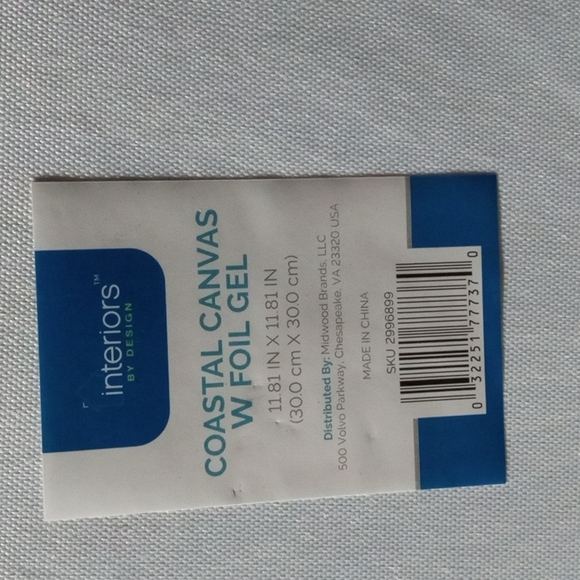 interiors™
BY DESIGN
COASTAL CANVAS
W FOIL GEL
11.81 IN X 11.81 IN
(30.0 cm X 30.0 cm)
Distributed By: Midwood Brands, LLC
500 Volvo Parkway, Chesapeake, VA 23320 USA
MADE IN CHINA
SKU 2996899
0 32251 77737 0